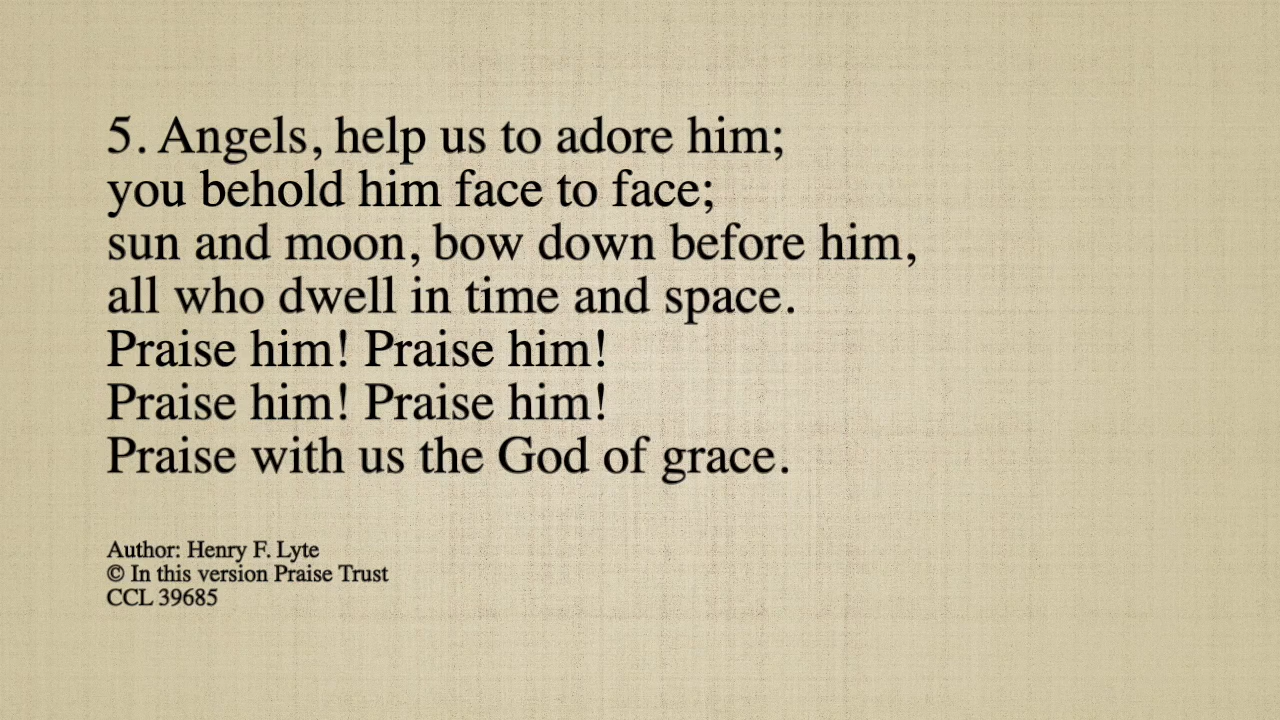 5. Angels, help us to adore him;
you behold him face to face;
sun and moon, bow down before him,
all who dwell in time and space.
Praise him! Praise him!
Praise him! Praise him!
Praise with us the God of grace.
Author: Henry F. Lyte
© In this version Praise Trust
CCL 39685